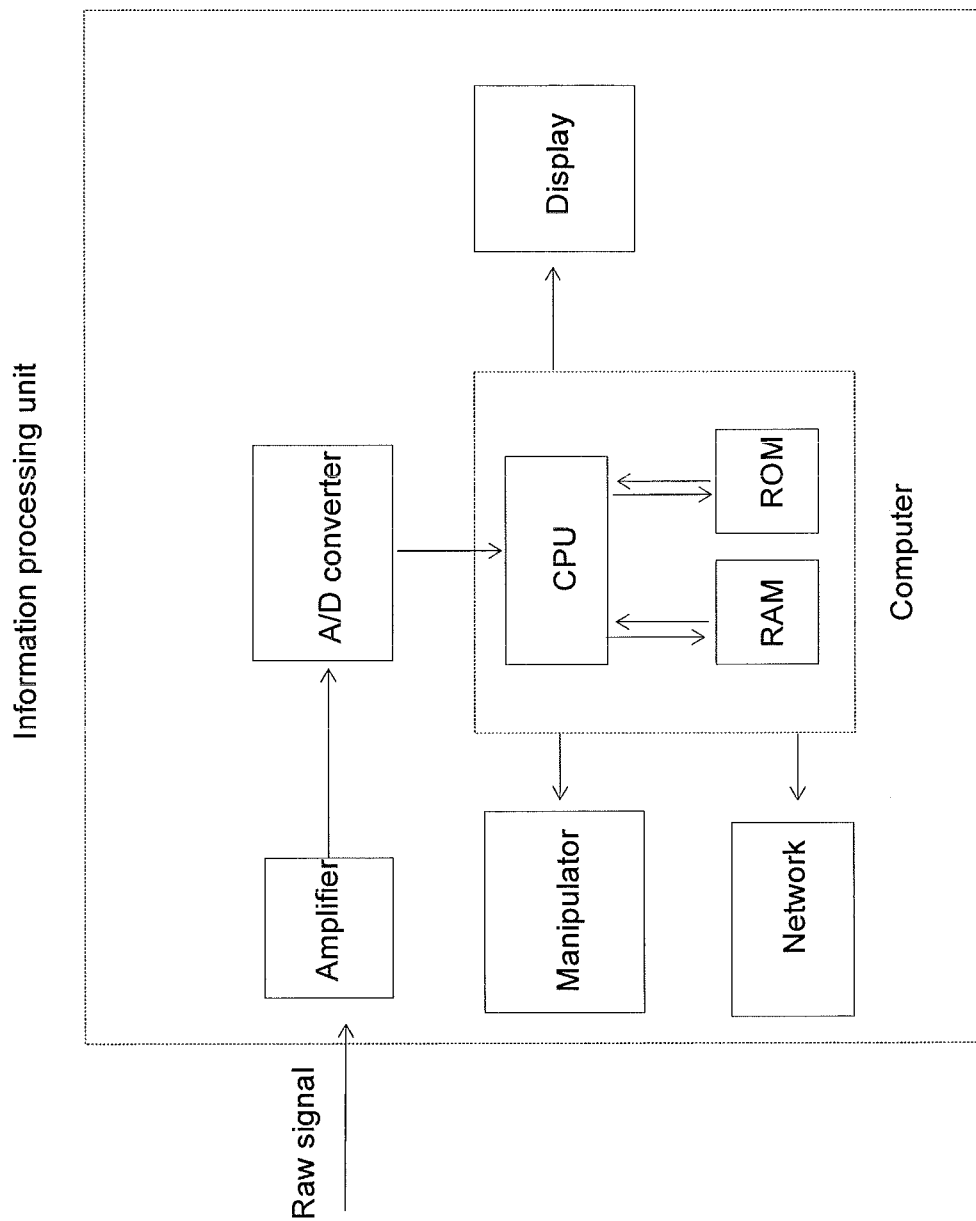 Information processing unit
Raw signal
Amplifier
A/D converter
Manipulator
CPU
Display
RAM
ROM
Network
Computer